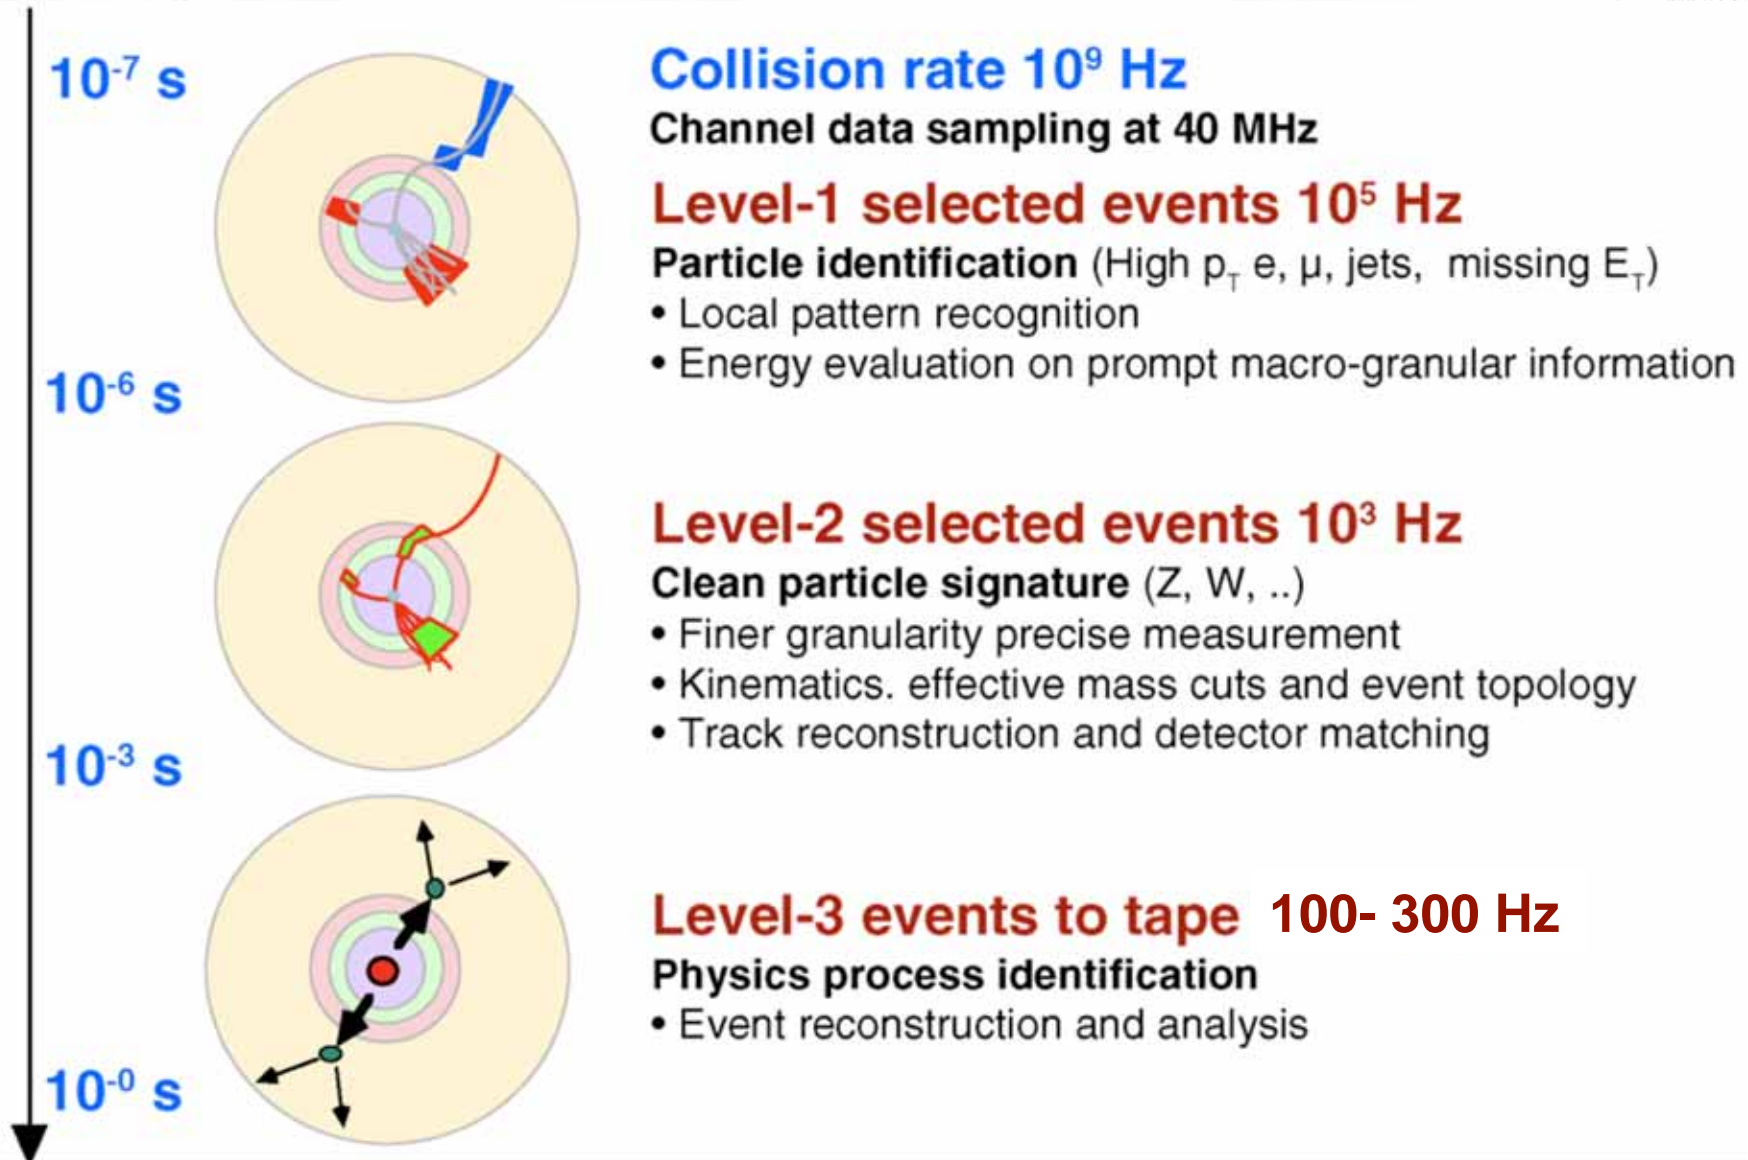 10⁻⁷ s
Collision rate 10⁹ Hz
Channel data sampling at 40 MHz
Level-1 selected events 10⁵ Hz
Particle identification (High p_T e, μ, jets, missing E_T)
• Local pattern recognition
• Energy evaluation on prompt macro-granular information
10⁻⁶ s
Level-2 selected events 10³ Hz
Clean particle signature (Z, W, ..)
• Finer granularity precise measurement
• Kinematics. effective mass cuts and event topology
• Track reconstruction and detector matching
10⁻³ s
Level-3 events to tape 100- 300 Hz
Physics process identification
• Event reconstruction and analysis
10⁻⁰ s